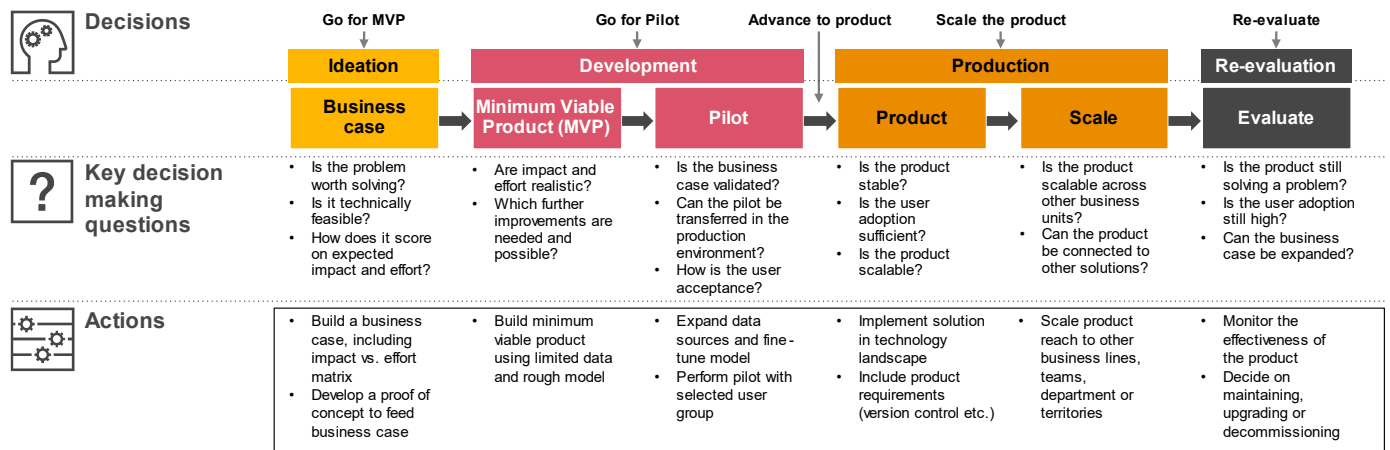 Decisions
Go for MVP
Go for Pilot
Advance to product
Scale the product
Re-evaluate
Ideation
Development
Production
Re-evaluation
Business
case
Minimum Viable
Product (MVP)
Pilot
Product
Scale
Evaluate
?
Key decision
making
questions
• Is the problem
worth solving?
• Is it technically
feasible?
• How does it score
on expected
impact and effort?
• Are impact and
effort realistic?
• Which further
improvements are
needed and
possible?
• Is the business
case validated?
• Can the pilot be
transferred in the
production
environment?
• How is the user
acceptance?
• Is the product
stable?
• Is the user
adoption
sufficient?
• Is the product
scalable?
• Is the product
scalable across
other business
units?
• Can the product
be connected to
other solutions?
• Is the product still
solving a problem?
• Is the user adoption
still high?
• Can the business
case be expanded?
Actions
• Build a business
case, including
impact vs. effort
matrix
• Develop a proof of
concept to feed
business case
• Build minimum
viable product
using limited data
and rough model
• Expand data
sources and fine-
tune model
• Perform pilot with
selected user
group
• Implement solution
in technology
landscape
• Include product
requirements
(version control etc.)
• Scale product
reach to other
business lines,
teams,
department or
territories
• Monitor the
effectiveness of
the product
• Decide on
maintaining,
upgrading or
decommissioning